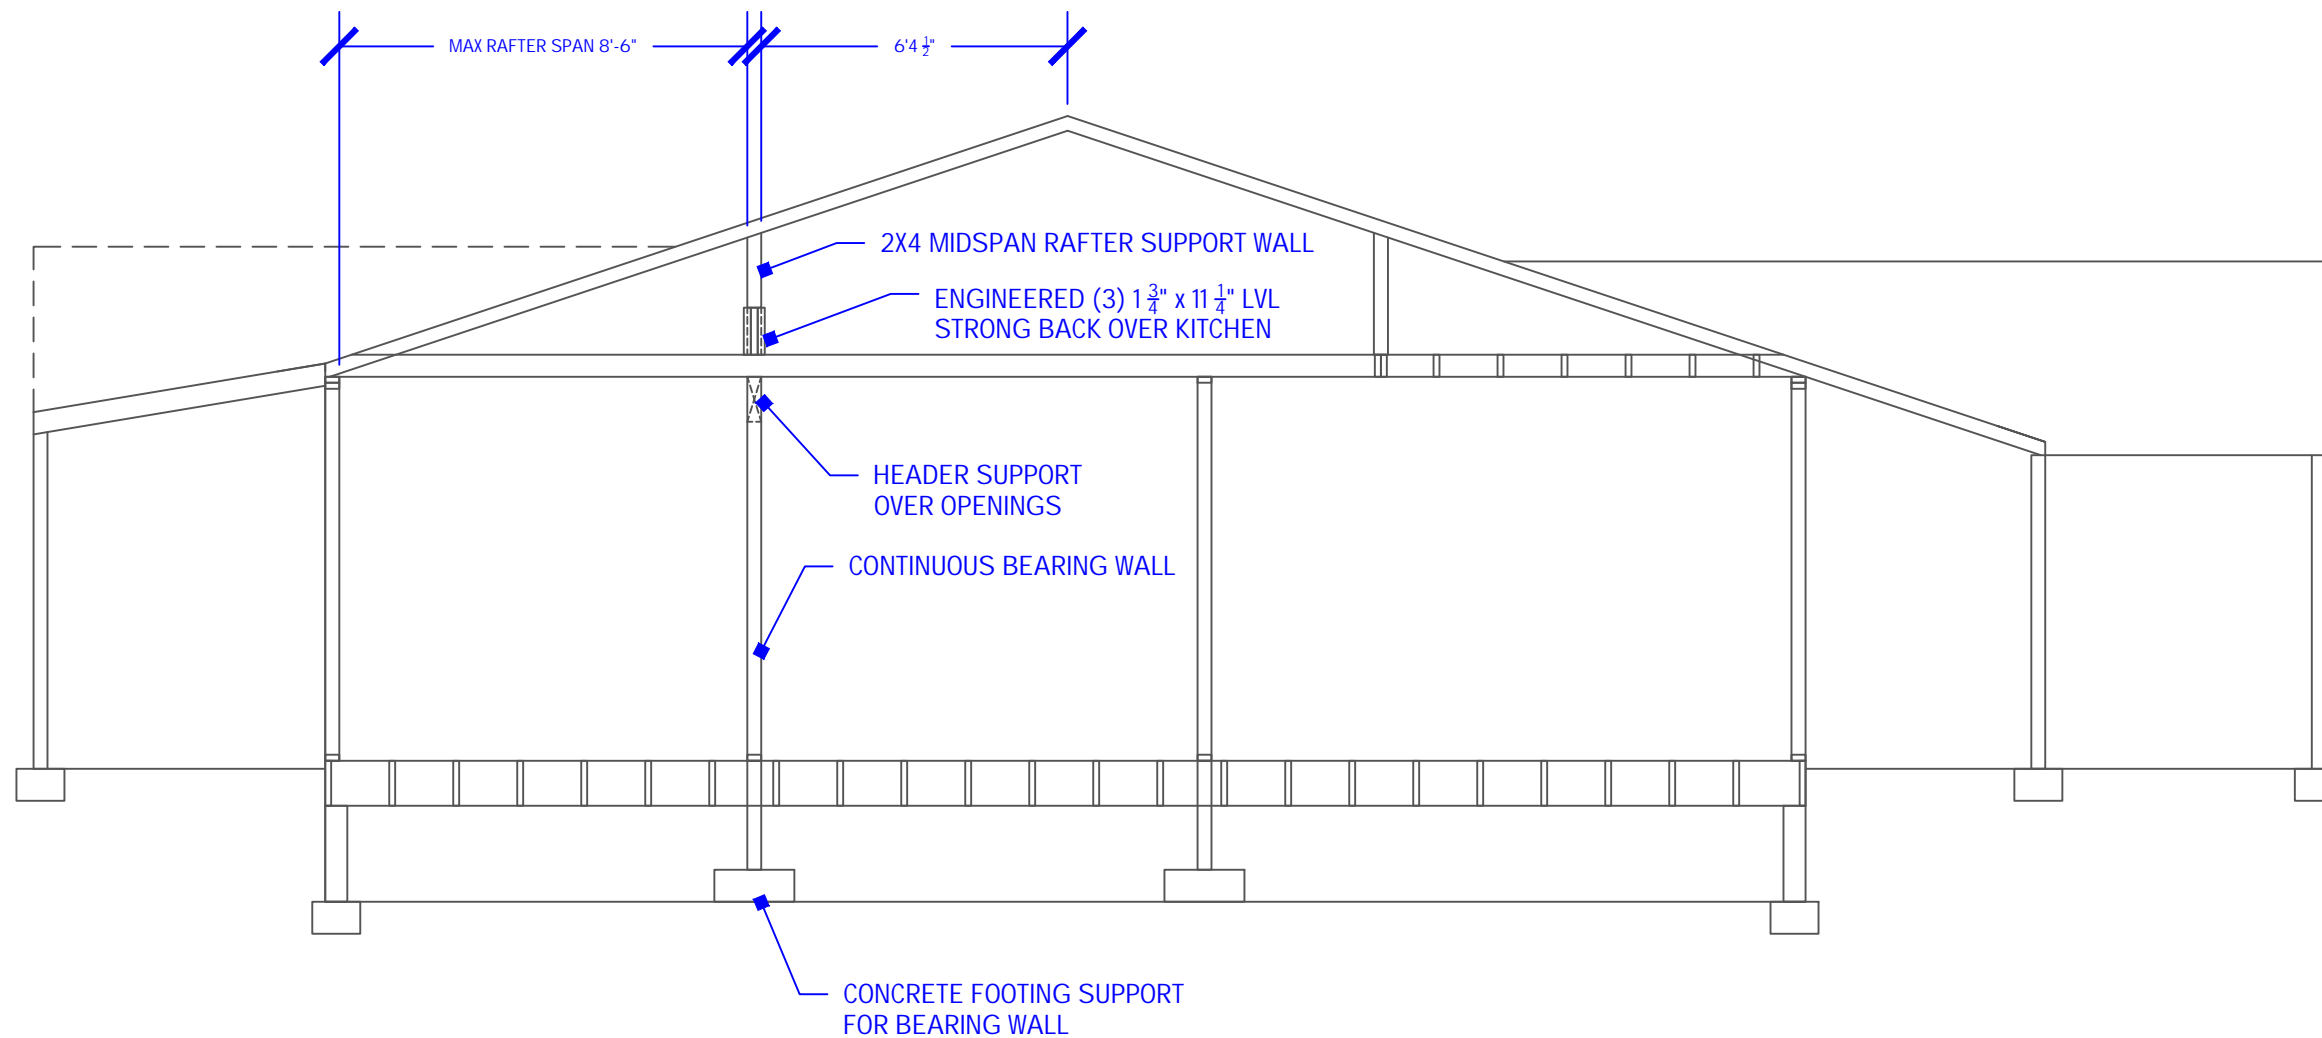 MAX RAFTER SPAN 8'-6"
6'4 1/2"
2X4 MIDSPAN RAFTER SUPPORT WALL
ENGINEERED (3) 1 3/4" x 11 1/4" LVL
STRONG BACK OVER KITCHEN
HEADER SUPPORT
OVER OPENINGS
CONTINUOUS BEARING WALL
CONCRETE FOOTING SUPPORT
FOR BEARING WALL